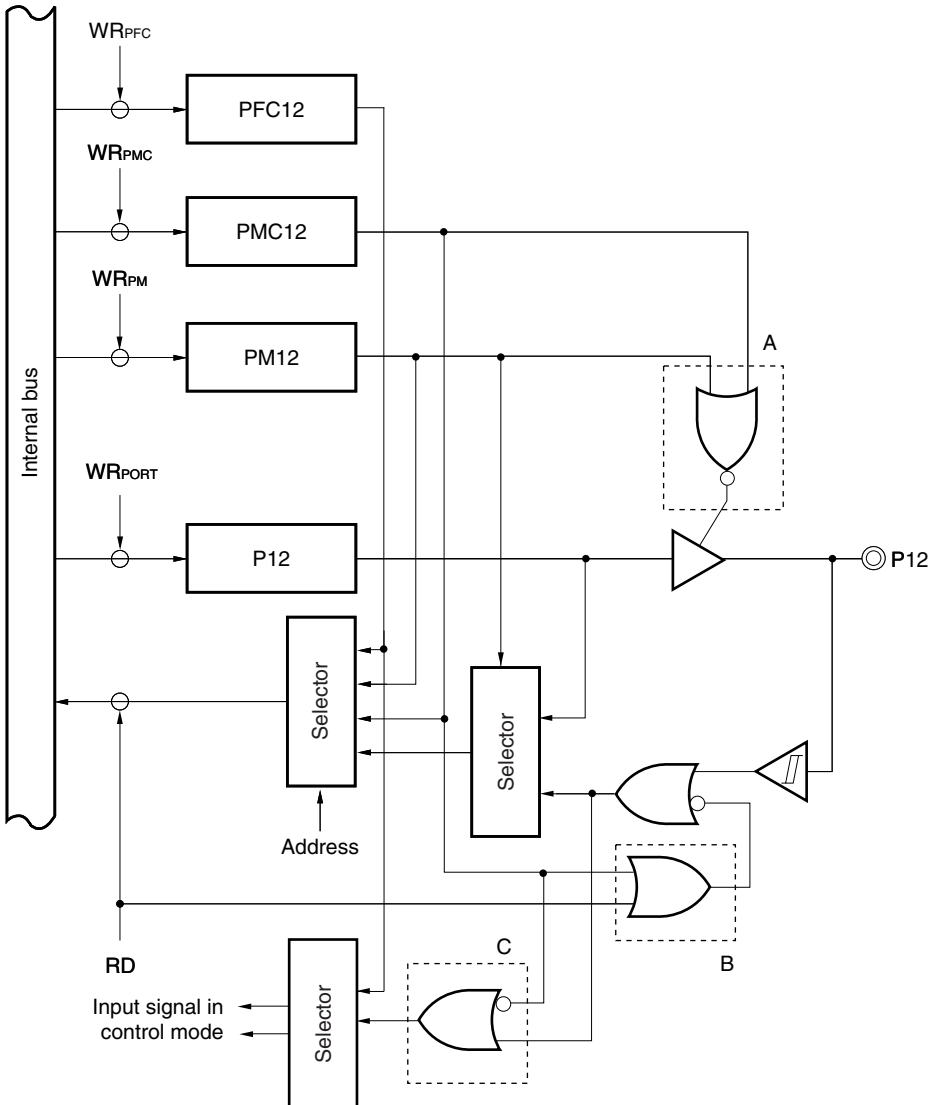 WRPFC
PFC12
WRPMC
PMC12
WRPM
PM12
A
Internal bus
WRPORT
P12
P12
Selector
Selector
Address
B
RD
C
Input signal in
control mode
Selector